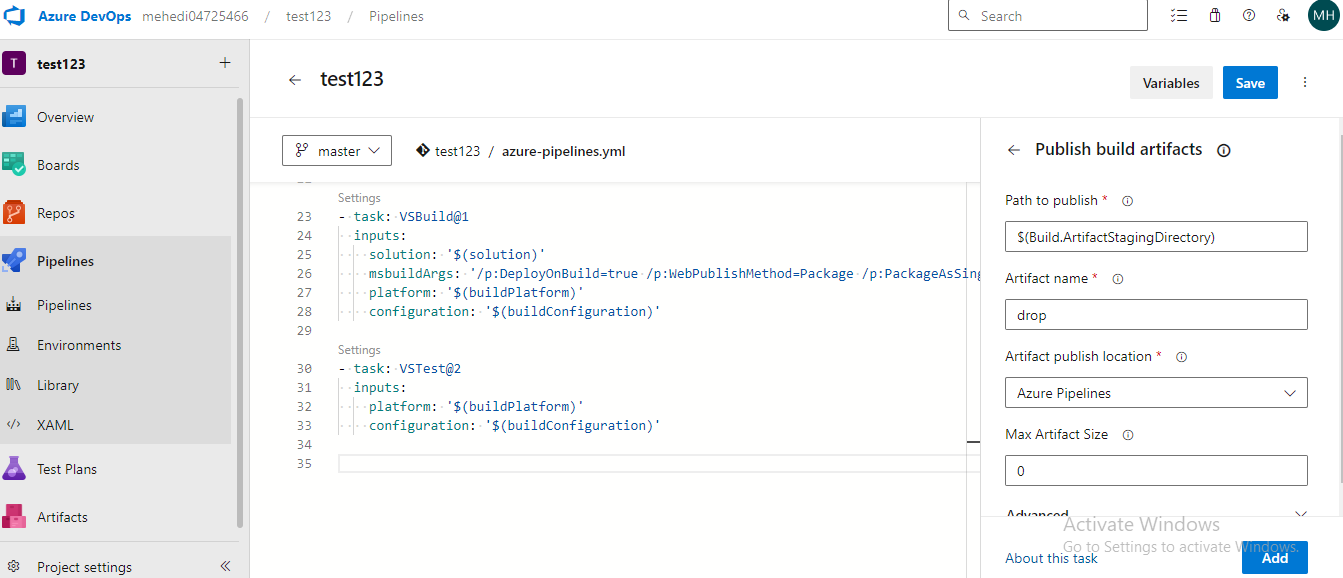 Azure DevOps mehedi04725466 / test123 / Pipelines
Search
MH
T test123 +
Overview
Boards
Repos
Pipelines
Pipelines
Environments
Library
XAML
Test Plans
Artifacts
Project settings
test123
Variables
Save
master
test123 / azure-pipelines.yml
Settings
23 - task: VSBuild@1
24 inputs:
25 solution: '$(solution)'
26 msbuildArgs: '/p:DeployOnBuild=true /p:WebPublishMethod=Package /p:PackageAsSing
27 platform: '$(buildPlatform)'
28 configuration: '$(buildConfiguration)'
29
Settings
30 - task: VSTest@2
31 inputs:
32 platform: '$(buildPlatform)'
33 configuration: '$(buildConfiguration)'
34
35
Publish build artifacts
Path to publish *
$(Build.ArtifactStagingDirectory)
Artifact name *
drop
Artifact publish location *
Azure Pipelines
Max Artifact Size
0
Advanced
Activate Windows
Go to Settings to activate Windows.
About this task
Add